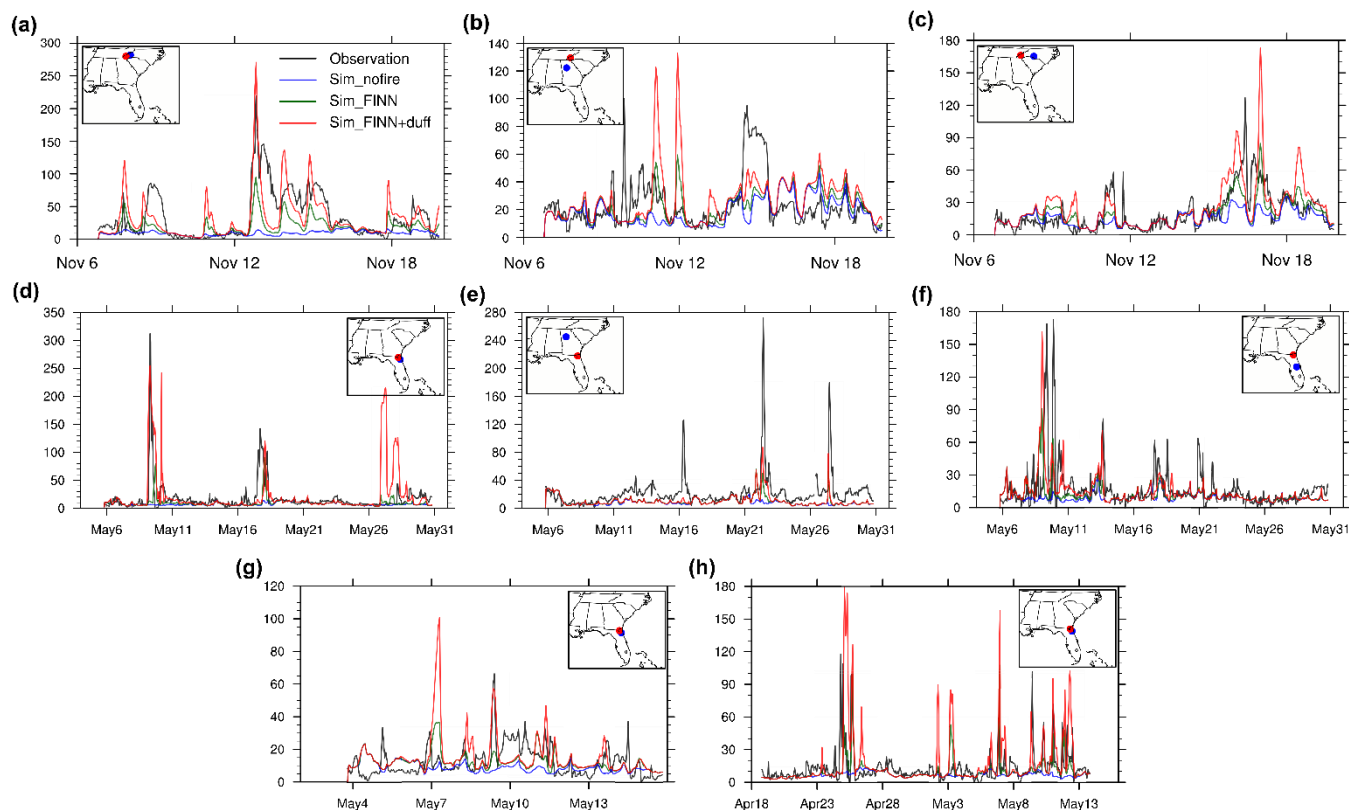 (a)
300
250
200
150
100
50
0
Nov 6
Nov 12
Nov 18
Observation
Sim_nofire
Sim_FINN
Sim_FINN+duff
(b)
140
120
100
80
60
40
20
0
Nov 6
Nov 12
Nov 18
(c)
180
150
120
90
60
30
0
Nov 6
Nov 12
Nov 18
(d)
350
300
250
200
150
100
50
0
May6
May11
May16
May21
May26
May31
(e)
280
240
200
160
120
80
40
0
May6
May11
May16
May21
May26
May31
(f)
180
150
120
90
60
30
0
May6
May11
May16
May21
May26
May31
(g)
120
100
80
60
40
20
0
May4
May7
May10
May13
(h)
180
150
120
90
60
30
0
Apr18
Apr23
Apr28
May3
May8
May13